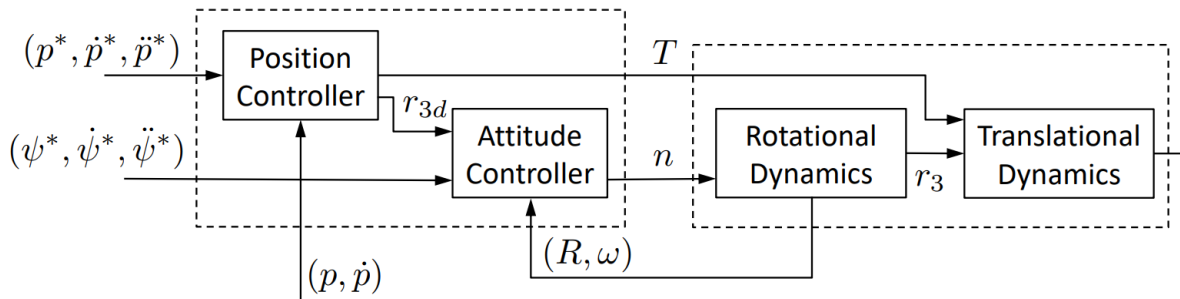 (p*, ṗ*, p̈*)
Position
Controller
T
r₃d
(ψ*, ψ̇*, ψ̈*)
Attitude
Controller
n
Rotational
Dynamics
r₃
Translational
Dynamics
(R, ω)
(p, ṗ)